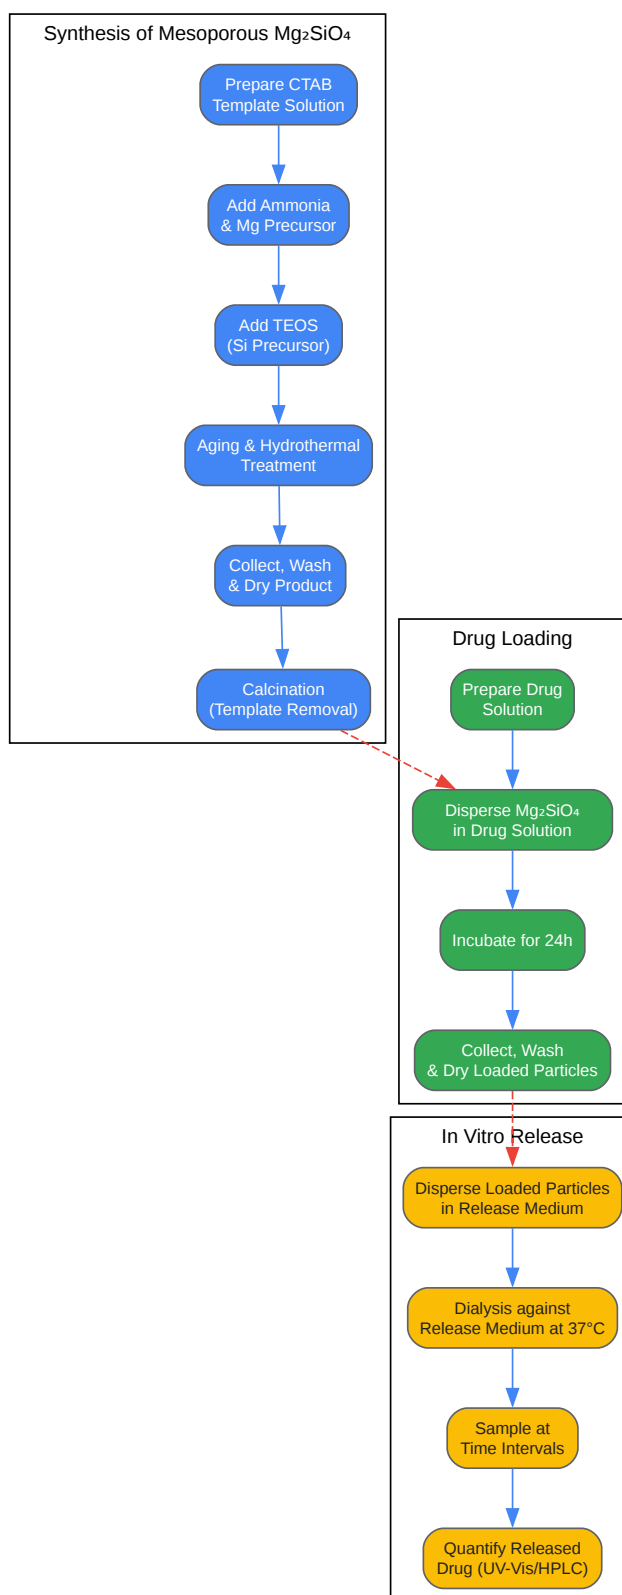 Synthesis of Mesoporous Mg₂SiO₄
Prepare CTAB
Template Solution
Add Ammonia
& Mg Precursor
Add TEOS
(Si Precursor)
Aging & Hydrothermal
Treatment
Collect, Wash
& Dry Product
Calcination
(Template Removal)
Drug Loading
Prepare Drug
Solution
Disperse Mg₂SiO₄
in Drug Solution
Incubate for 24h
Collect, Wash
& Dry Loaded Particles
In Vitro Release
Disperse Loaded Particles
in Release Medium
Dialysis against
Release Medium at 37°C
Sample at
Time Intervals
Quantify Released
Drug (UV-Vis/HPLC)